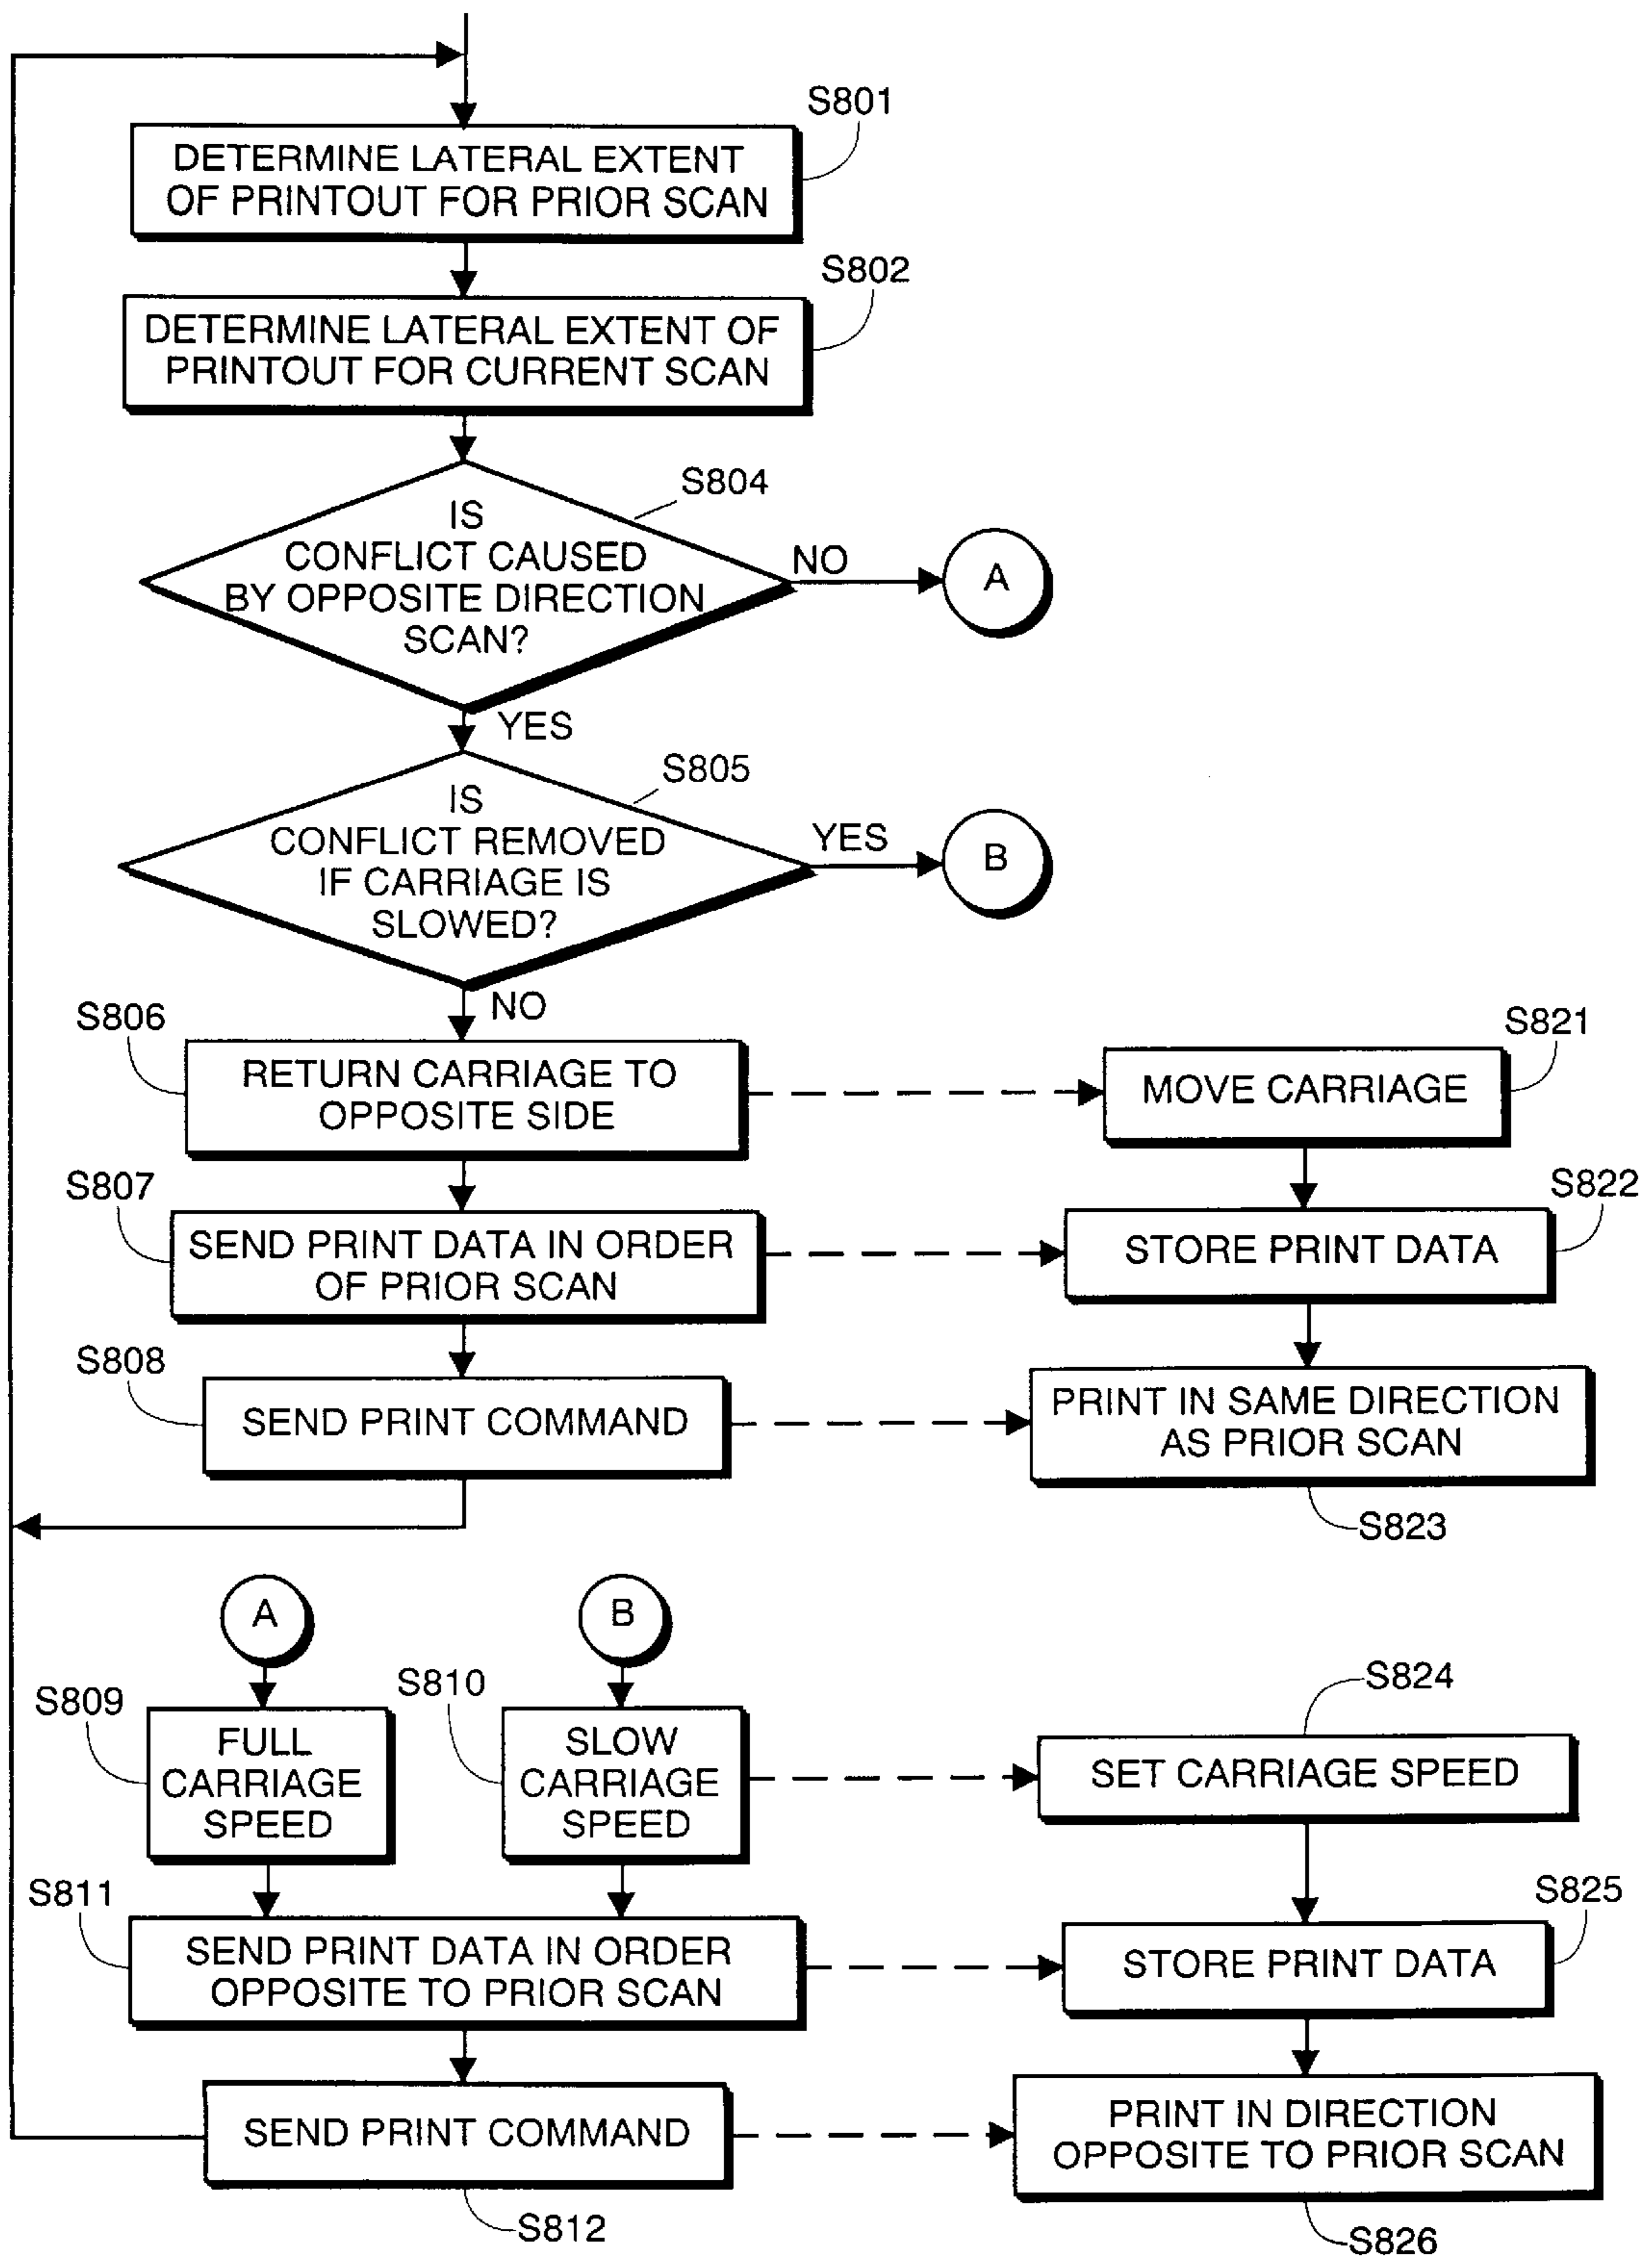 S801
DETERMINE LATERAL EXTENT
OF PRINTOUT FOR PRIOR SCAN
S802
DETERMINE LATERAL EXTENT OF
PRINTOUT FOR CURRENT SCAN
S804
IS
CONFLICT CAUSED
BY OPPOSITE DIRECTION
SCAN?
NO
A
YES
S805
IS
CONFLICT REMOVED
IF CARRIAGE IS
SLOWED?
YES
B
NO
S806
RETURN CARRIAGE TO
OPPOSITE SIDE
S821
MOVE CARRIAGE
S807
SEND PRINT DATA IN ORDER
OF PRIOR SCAN
S822
STORE PRINT DATA
S808
SEND PRINT COMMAND
PRINT IN SAME DIRECTION
AS PRIOR SCAN
S823
A
B
S809
FULL
CARRIAGE
SPEED
S810
SLOW
CARRIAGE
SPEED
S824
SET CARRIAGE SPEED
S811
SEND PRINT DATA IN ORDER
OPPOSITE TO PRIOR SCAN
S825
STORE PRINT DATA
SEND PRINT COMMAND
S812
PRINT IN DIRECTION
OPPOSITE TO PRIOR SCAN
S826